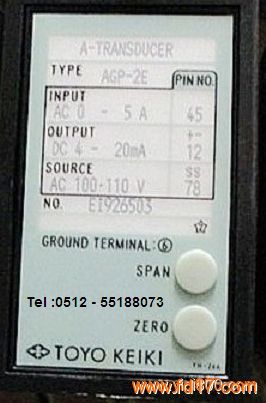 A-TRANSDUCER
TYPE AGP-2E PIN NO.
INPUT
AC 0 - 5 A 45
OUTPUT +-
DC 4 - 20mA 12
SOURCE SS
AC 100-110 V 78
NO. EI926503
GROUND TERMINAL:⑥
SPAN
Tel :0512 - 55188073
ZERO
TOYO KEIKI